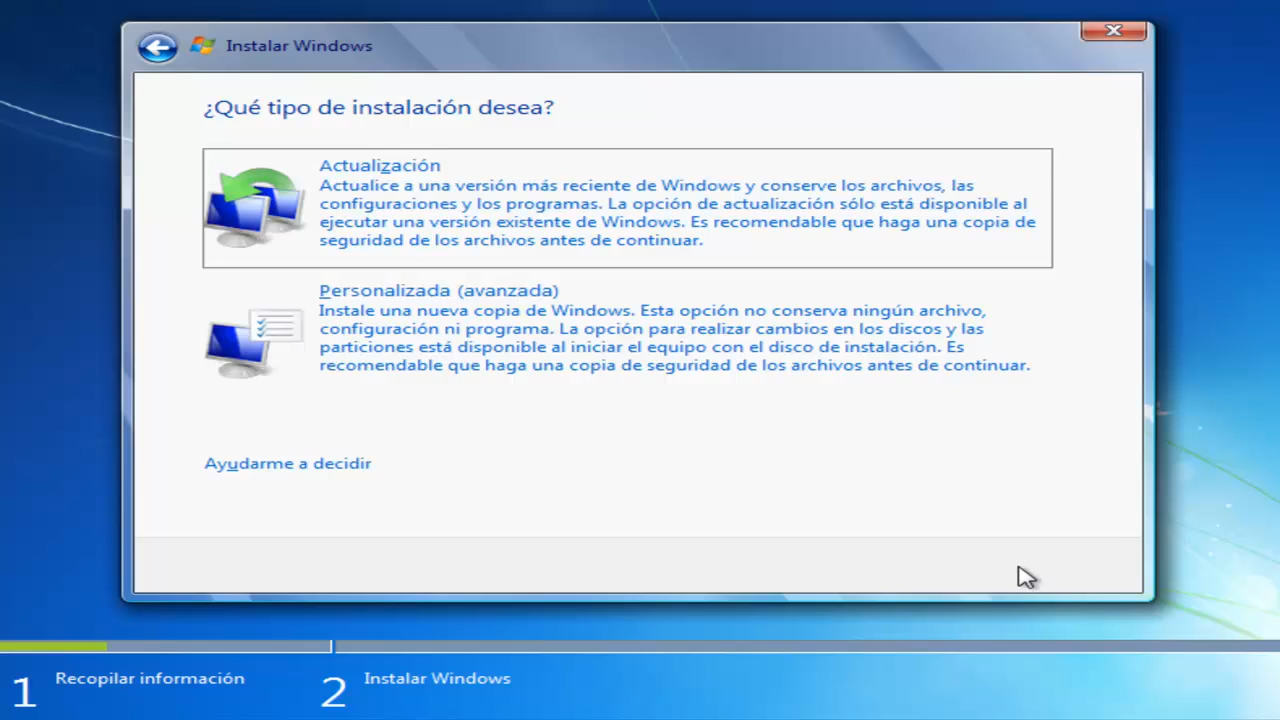 Instalar Windows
¿Qué tipo de instalación desea?
Actualización
Actualice a una versión más reciente de Windows y conserve los archivos, las
configuraciones y los programas. La opción de actualización sólo está disponible al
ejecutar una versión existente de Windows. Es recomendable que haga una copia de
seguridad de los archivos antes de continuar.
Personalizada (avanzada)
Instale una nueva copia de Windows. Esta opción no conserva ningún archivo,
configuración ni programa. La opción para realizar cambios en los discos y las
particiones está disponible al iniciar el equipo con el disco de instalación. Es
recomendable que haga una copia de seguridad de los archivos antes de continuar.
Ayudarme a decidir
1 Recopilar información 2 Instalar Windows